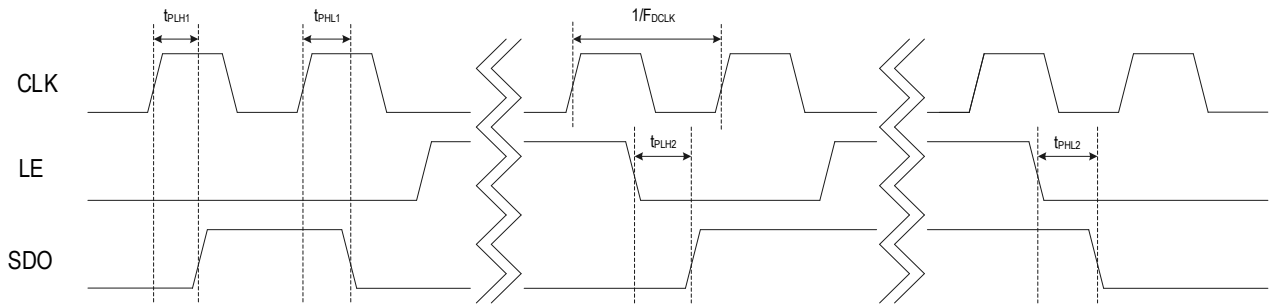 tPLH1
tPHL1
1/FDCLK
CLK
tPLH2
tPHL2
LE
SDO